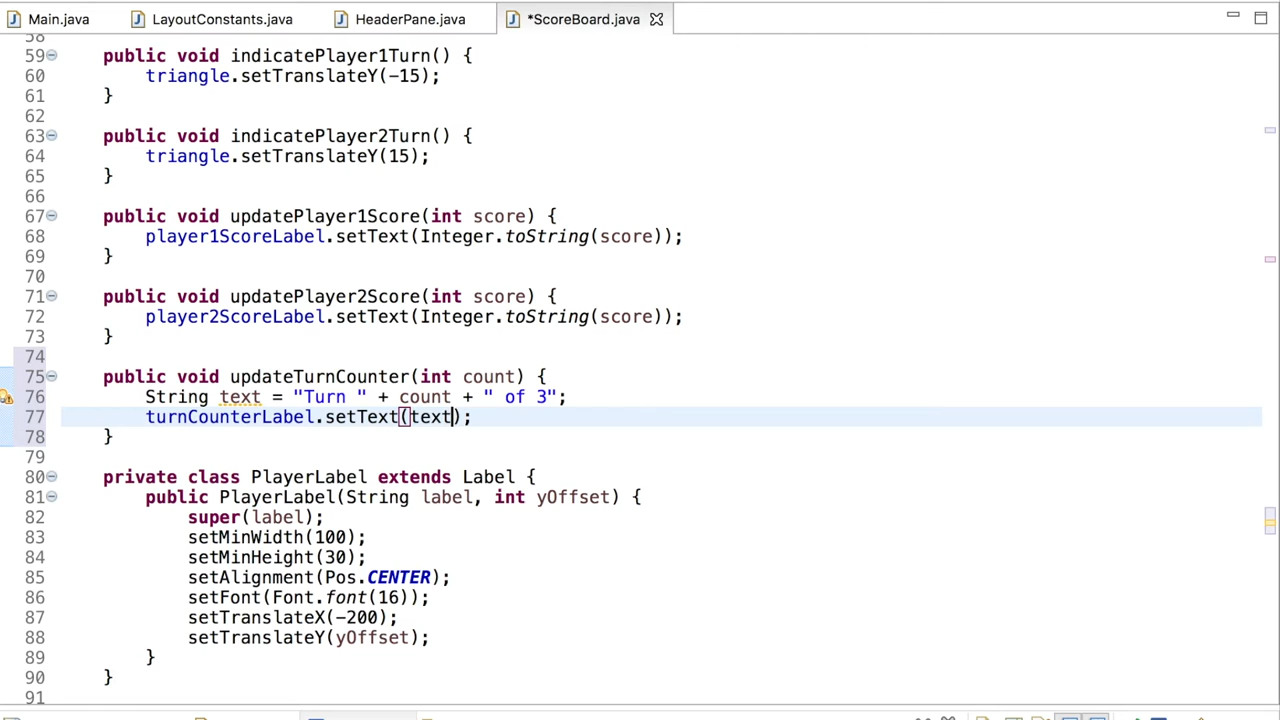 Main.java LayoutConstants.java HeaderPane.java *ScoreBoard.java
58
59 public void indicatePlayer1Turn() {
60 triangle.setTranslateY(-15);
61 }
62
63 public void indicatePlayer2Turn() {
64 triangle.setTranslateY(15);
65 }
66
67 public void updatePlayer1Score(int score) {
68 player1ScoreLabel.setText(Integer.toString(score));
69 }
70
71 public void updatePlayer2Score(int score) {
72 player2ScoreLabel.setText(Integer.toString(score));
73 }
74
75 public void updateTurnCounter(int count) {
76 String text = "Turn " + count + " of 3";
77 turnCounterLabel.setText(text);
78 }
79
80 private class PlayerLabel extends Label {
81 public PlayerLabel(String label, int yOffset) {
82 super(label);
83 setMinWidth(100);
84 setMinHeight(30);
85 setAlignment(Pos.CENTER);
86 setFont(Font.font(16));
87 setTranslateX(-200);
88 setTranslateY(yOffset);
89 }
90 }
91